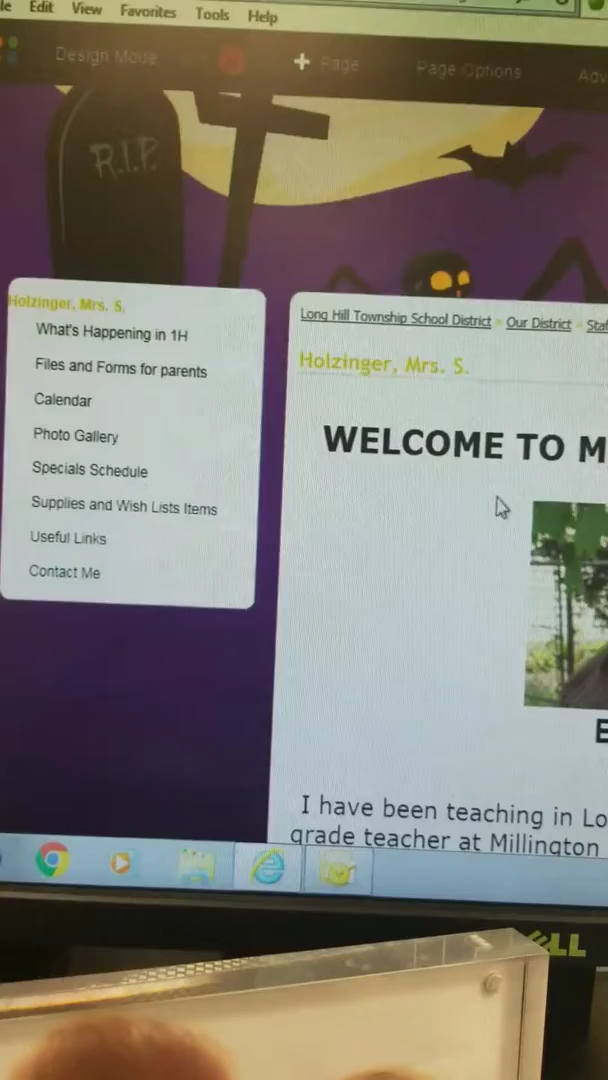 Edit View Favorites Tools Help
Design Mode
Page
Page Options
R.I.P.
Holzinger, Mrs. S.
What's Happening in 1H
Files and Forms for parents
Calendar
Photo Gallery
Specials Schedule
Supplies and Wish Lists Items
Useful Links
Contact Me
Long Hill Township School District Our District
Holzinger, Mrs. S.
WELCOME TO M
I have been teaching in Lo
grade teacher at Millington
DELL